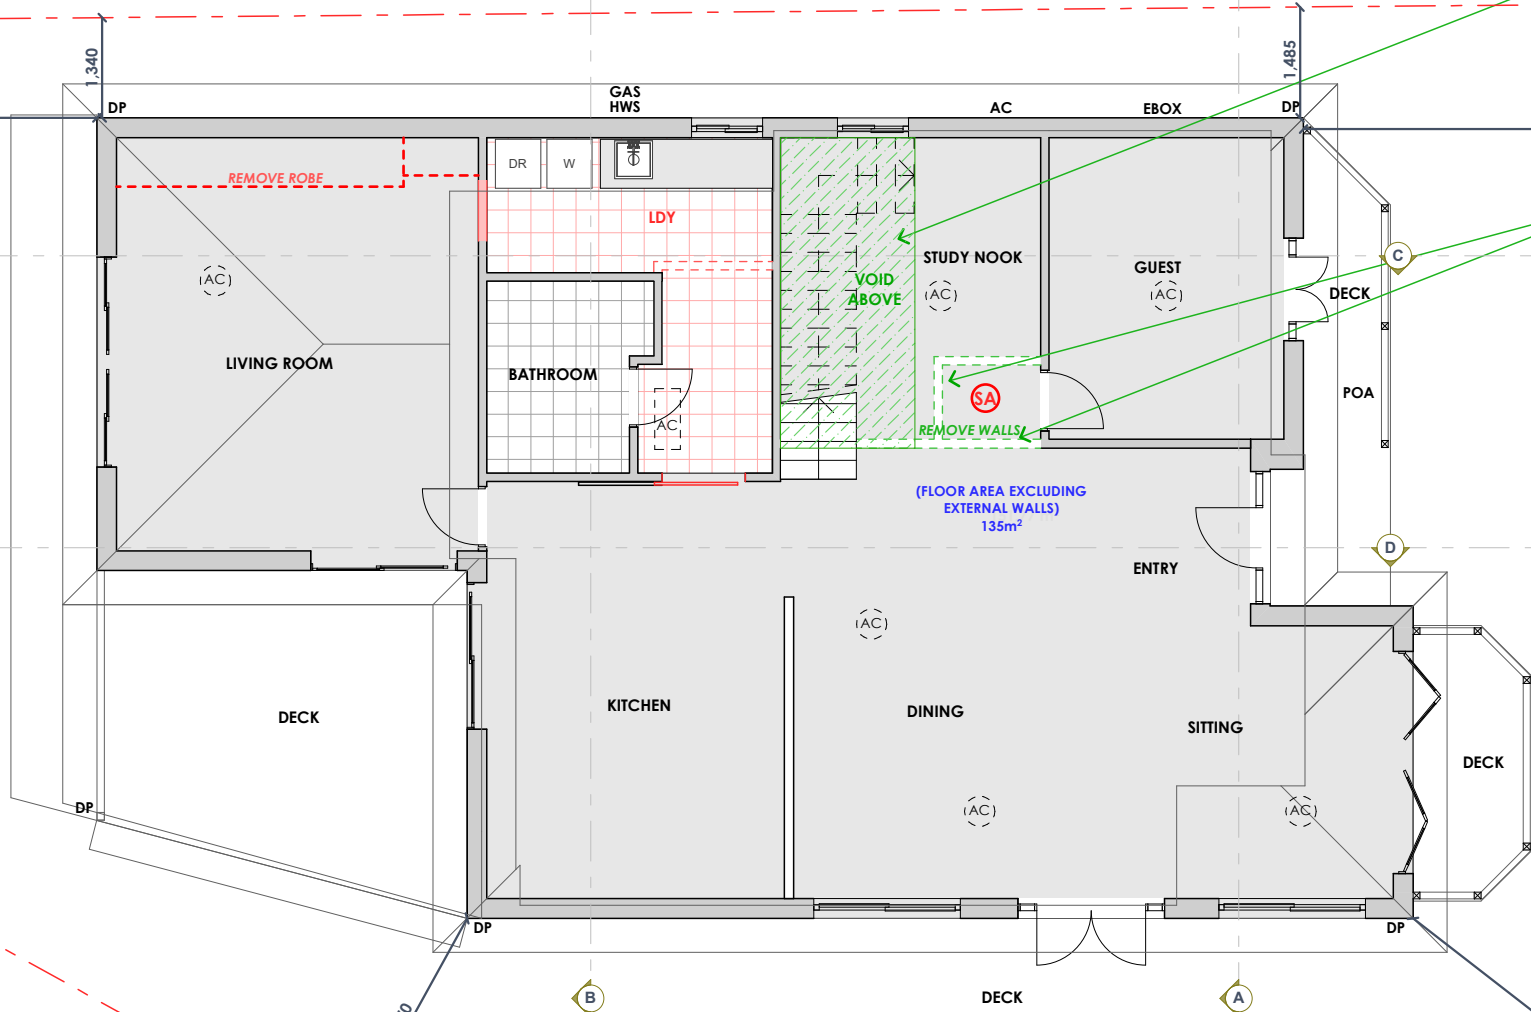 1,340
1,485
DP
GAS
HWS
AC
EBOX
DP
REMOVE ROBE
DR
W
LDY
STUDY NOOK
GUEST
C
VOID
ABOVE
AC
AC
AC
DECK
LIVING ROOM
BATHROOM
SA
POA
AC
REMOVE WALLS
(FLOOR AREA EXCLUDING
EXTERNAL WALLS)
135m²
D
ENTRY
AC
KITCHEN
DINING
DECK
SITTING
DECK
DP
AC
AC
DP
DP
B
DECK
A